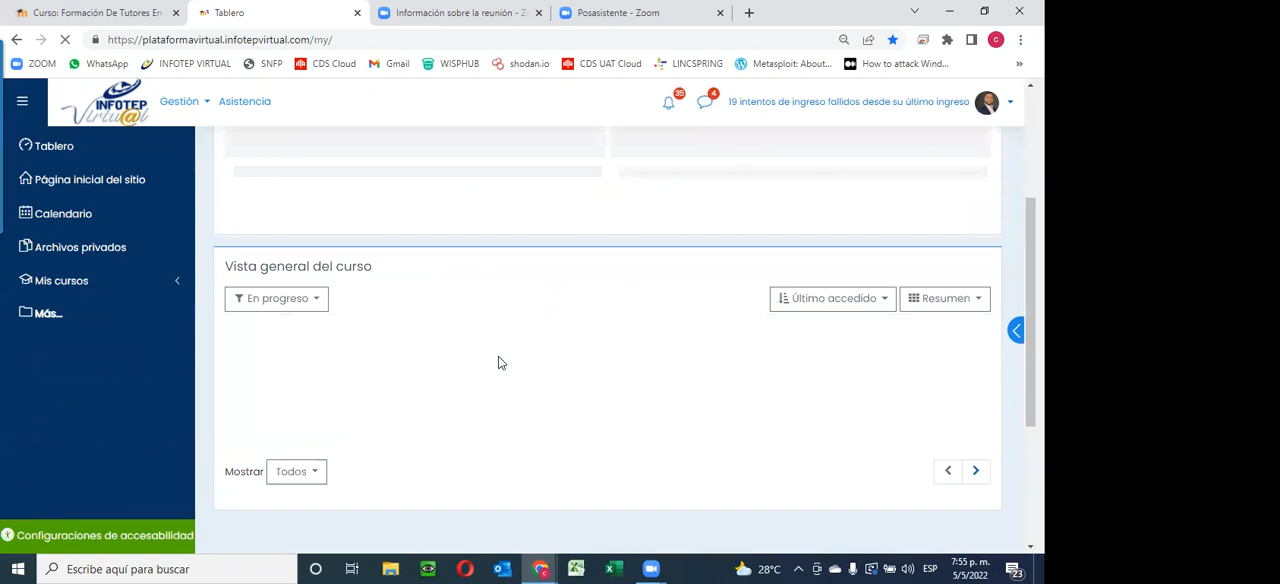 Curso: Formación De Tutores En
Tablero
Información sobre la reunión - Z
Posasistente - Zoom
https://plataformavirtual.infotepvirtual.com/my/
ZOOM WhatsApp INFOTEP VIRTUAL SNFP CDS Cloud Gmail WISPHUB shodan.io CDS UAT Cloud LINCSPRING Metasploit: About... How to attack Wind... »
INFOTEP
Virtu@l
Gestión
Asistencia
35
4
19 intentos de ingreso fallidos desde su último ingreso
Tablero
Página inicial del sitio
Calendario
Archivos privados
Mis cursos
Más...
Vista general del curso
En progreso
Último accedido
Resumen
Mostrar Todos
Configuraciones de accesabilidad
Escribe aquí para buscar
28°C
ESP
7:55 p. m.
5/5/2022
23